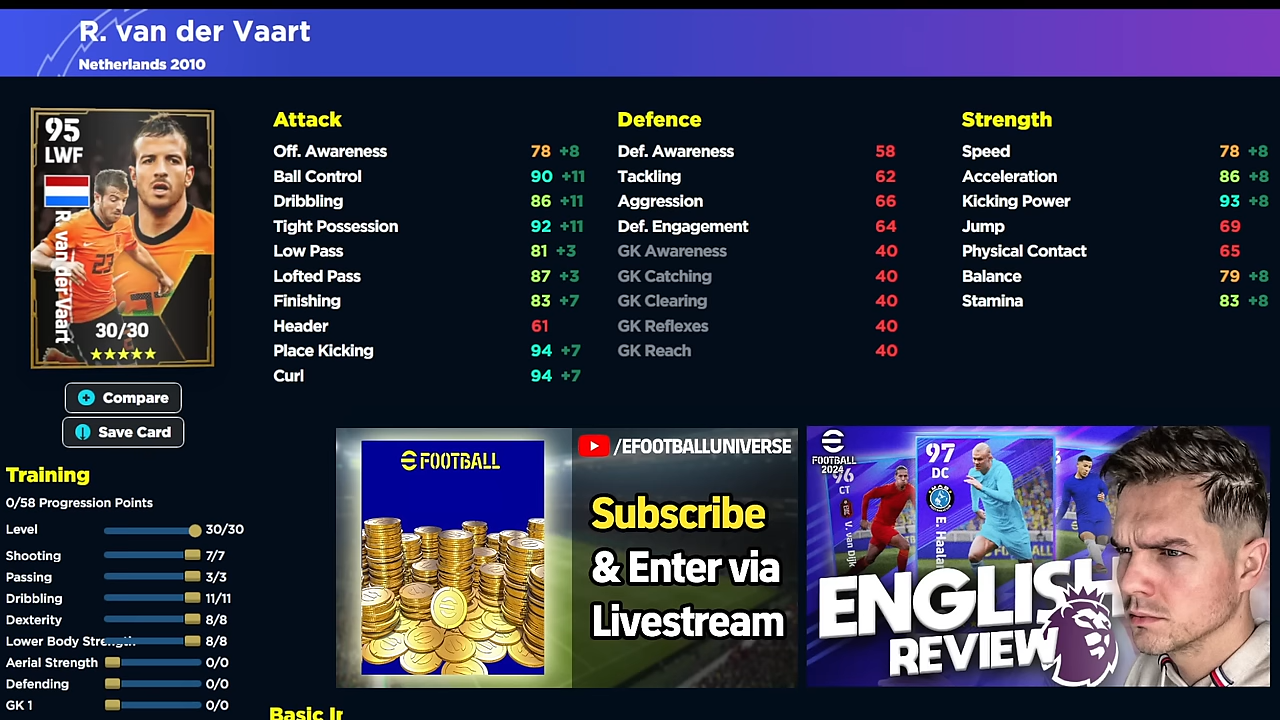 R. van der Vaart
Netherlands 2010
95
LWF
R. van der Vaart
30/30
Compare
Save Card
Training
0/58 Progression Points
Level 30/30
Shooting 7/7
Passing 3/3
Dribbling 11/11
Dexterity 8/8
Lower Body Strength 8/8
Aerial Strength 0/0
Defending 0/0
GK 1 0/0
Attack
Off. Awareness 78 +8
Ball Control 90 +11
Dribbling 86 +11
Tight Possession 92 +11
Low Pass 81 +3
Lofted Pass 87 +3
Finishing 83 +7
Header 61
Place Kicking 94 +7
Curl 94 +7
Defence
Def. Awareness 58
Tackling 62
Aggression 66
Def. Engagement 64
GK Awareness 40
GK Catching 40
GK Clearing 40
GK Reflexes 40
GK Reach 40
Strength
Speed 78 +8
Acceleration 86 +8
Kicking Power 93 +8
Jump 69
Physical Contact 65
Balance 79 +8
Stamina 83 +8
EFOOTBALL
/EFOOTBALLUNIVERSE
Subscribe
& Enter via
Livestream
FOOTBALL
2024
96
CT
V. van Dijk
97
DC
E. Haala
ENGLISH
REVIEW
Basic